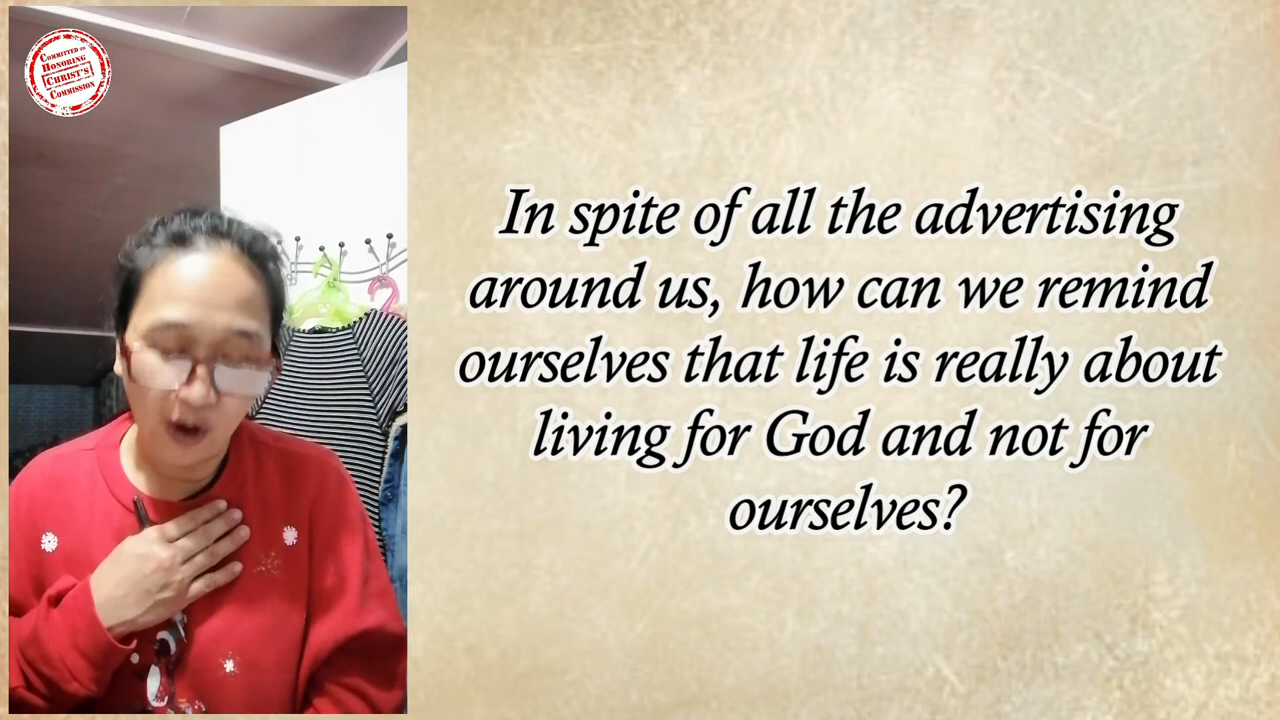 COMMITTED TO
HONORING
CHRIST'S
COMMISSION
In spite of all the advertising
around us, how can we remind
ourselves that life is really about
living for God and not for
ourselves?